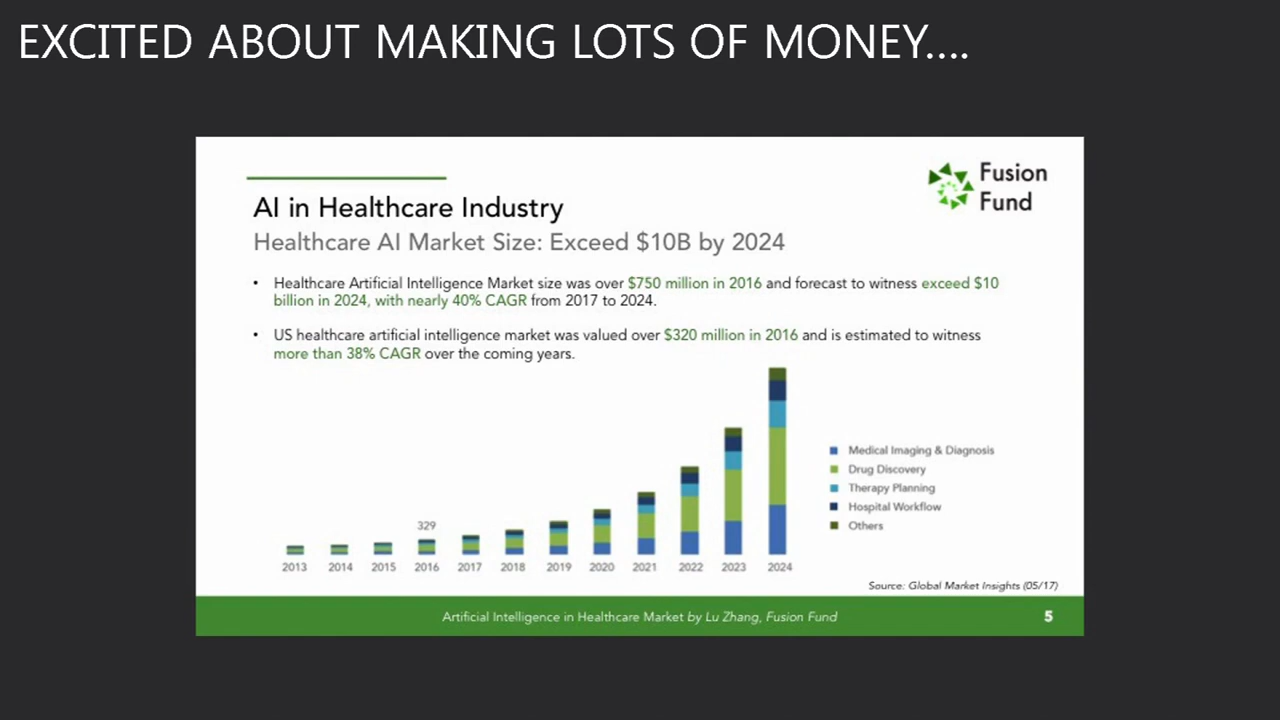 EXCITED ABOUT MAKING LOTS OF MONEY....
Fusion
Fund
AI in Healthcare Industry
Healthcare AI Market Size: Exceed $10B by 2024
• Healthcare Artificial Intelligence Market size was over $750 million in 2016 and forecast to witness exceed $10
billion in 2024, with nearly 40% CAGR from 2017 to 2024.
• US healthcare artificial intelligence market was valued over $320 million in 2016 and is estimated to witness
more than 38% CAGR over the coming years.
329
2013 2014 2015 2016 2017 2018 2019 2020 2021 2022 2023 2024
Medical Imaging & Diagnosis
Drug Discovery
Therapy Planning
Hospital Workflow
Others
Source: Global Market Insights (05/17)
Artificial Intelligence in Healthcare Market by Lu Zhang, Fusion Fund
5